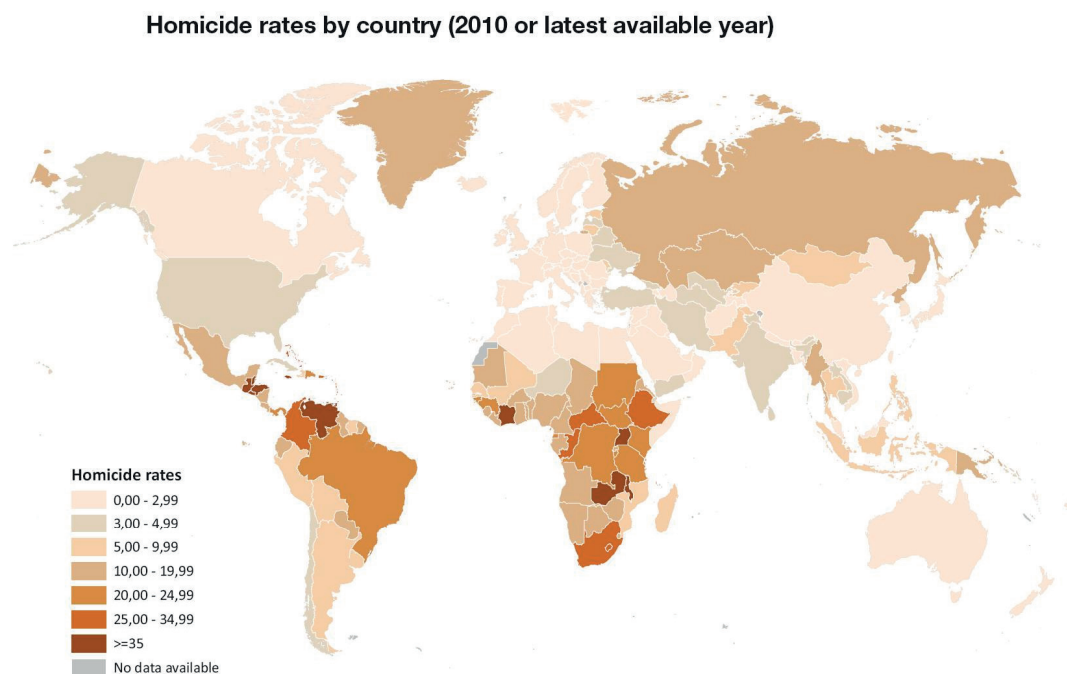 Homicide rates by country (2010 or latest available year)
Homicide rates
0,00 - 2,99
3,00 - 4,99
5,00 - 9,99
10,00 - 19,99
20,00 - 24,99
25,00 - 34,99
>=35
No data available